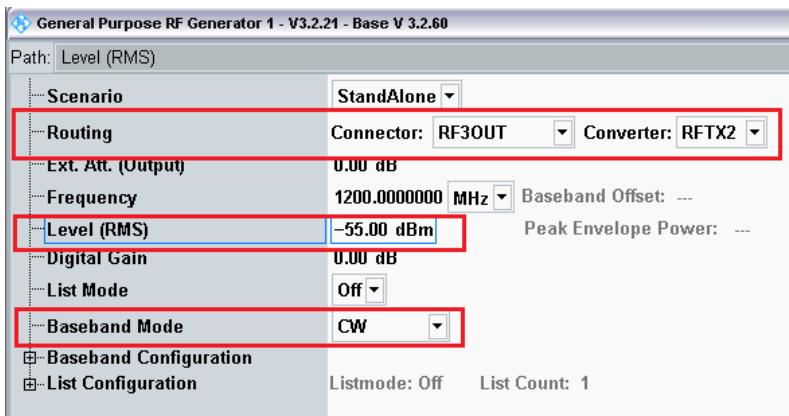 General Purpose RF Generator 1 - V3.2.21 - Base V 3.2.60
Path: Level (RMS)
Scenario StandAlone
Routing Connector: RF3OUT Converter: RFTX2
Ext. Att. (Output) 0.00 dB
Frequency 1200.0000000 MHz Baseband Offset: ---
Level (RMS) -55.00 dBm Peak Envelope Power: ---
Digital Gain 0.00 dB
List Mode Off
Baseband Mode CW
Baseband Configuration
List Configuration Listmode: Off List Count: 1